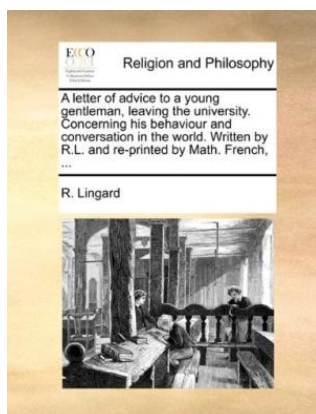 ECCO
Religion and Philosophy
A letter of advice to a young
gentleman, leaving the university.
Concerning his behaviour and
conversation in the world. Written by
R.L. and re-printed by Math. French,
...
R. Lingard